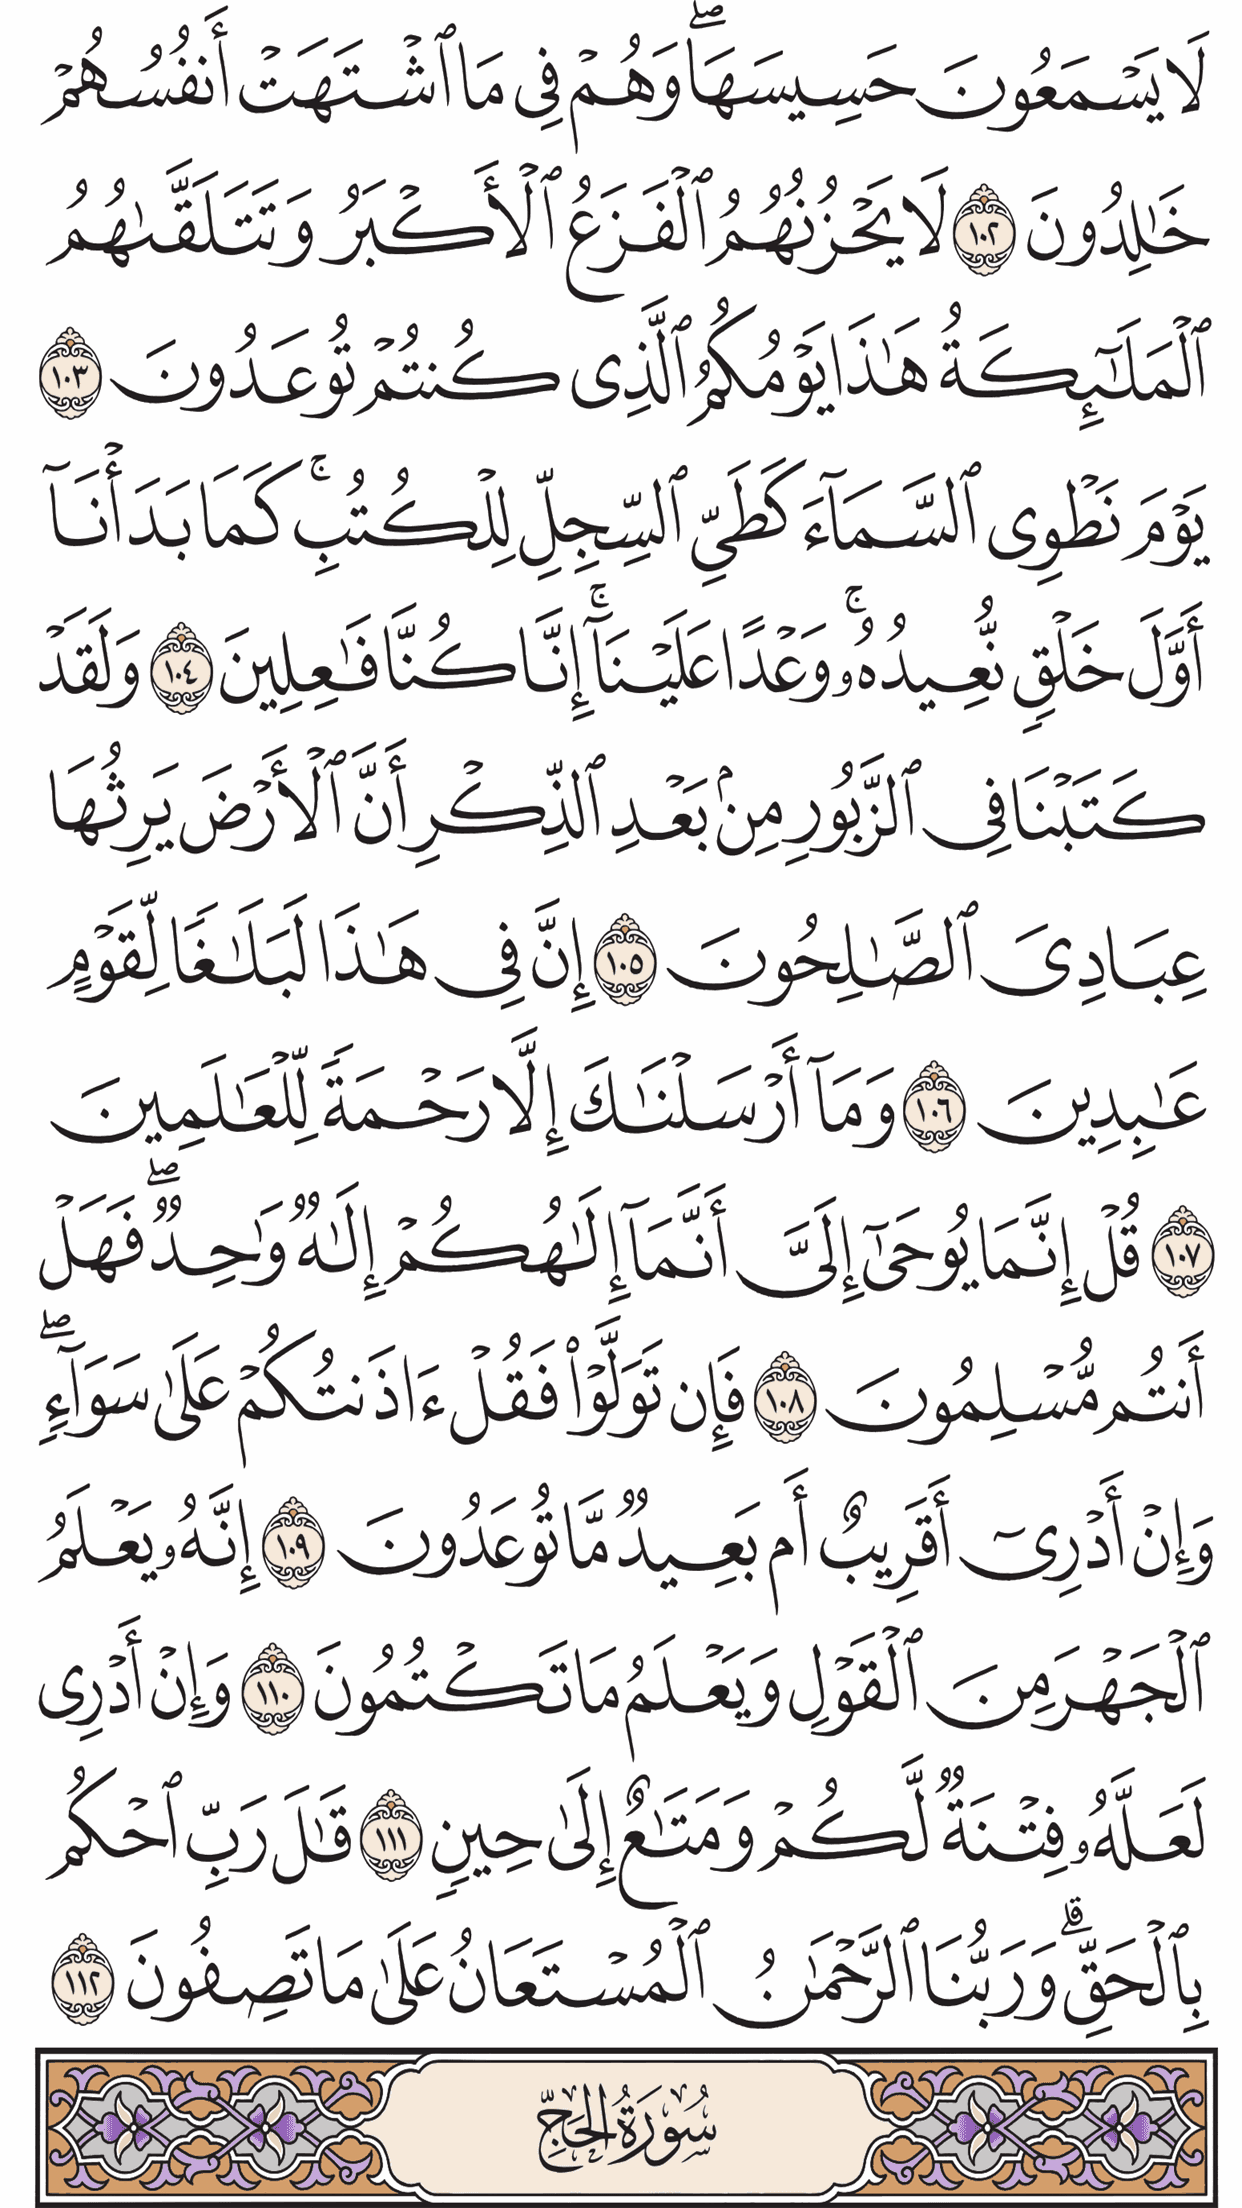 لَا يَسْمَعُونَ حَسِيسَهَا ۖ وَهُمْ فِى مَا ٱشْتَهَتْ أَنفُسُهُمْ
خَٰلِدُونَ ١٠٢ لَا يَحْزُنُهُمُ ٱلْفَزَعُ ٱلْأَكْبَرُ وَتَتَلَقَّىٰهُمُ
ٱلْمَلَٰٓئِكَةُ هَٰذَا يَوْمُكُمُ ٱلَّذِى كُنتُمْ تُوعَدُونَ ١٠٣
يَوْمَ نَطْوِى ٱلسَّمَآءَ كَطَىِّ ٱلسِّجِلِّ لِلْكُتُبِ ۚ كَمَا بَدَأْنَآ
أَوَّلَ خَلْقٍ نُّعِيدُهُۥ ۚ وَعْدًا عَلَيْنَآ ۚ إِنَّا كُنَّا فَٰعِلِينَ ١٠٤ وَلَقَدْ
كَتَبْنَا فِى ٱلزَّبُورِ مِنۢ بَعْدِ ٱلذِّكْرِ أَنَّ ٱلْأَرْضَ يَرِثُهَا
عِبَادِىَ ٱلصَّٰلِحُونَ ١٠٥ إِنَّ فِى هَٰذَا لَبَلَٰغًا لِّقَوْمٍ
عَٰبِدِينَ ١٠٦ وَمَآ أَرْسَلْنَٰكَ إِلَّا رَحْمَةً لِّلْعَٰلَمِينَ
١٠٧ قُلْ إِنَّمَا يُوحَىٰٓ إِلَىَّ أَنَّمَآ إِلَٰهُكُمْ إِلَٰهٌ وَٰحِدٌ ۖ فَهَلْ
أَنتُم مُّسْلِمُونَ ١٠٨ فَإِن تَوَلَّوْا۟ فَقُلْ ءَاذَنتُكُمْ عَلَىٰ سَوَآءٍ ۖ
وَإِنْ أَدْرِىٓ أَقَرِيبٌ أَم بَعِيدٌ مَّا تُوعَدُونَ ١٠٩ إِنَّهُۥ يَعْلَمُ
ٱلْجَهْرَ مِنَ ٱلْقَوْلِ وَيَعْلَمُ مَا تَكْتُمُونَ ١١٠ وَإِنْ أَدْرِى
لَعَلَّهُۥ فِتْنَةٌ لَّكُمْ وَمَتَٰعٌ إِلَىٰ حِينٍ ١١١ قَٰلَ رَبِّ ٱحْكُم
بِٱلْحَقِّ ۗ وَرَبُّنَا ٱلرَّحْمَٰنُ ٱلْمُسْتَعَانُ عَلَىٰ مَا تَصِفُونَ ١١٢
سُورَةُ الحَجِّ